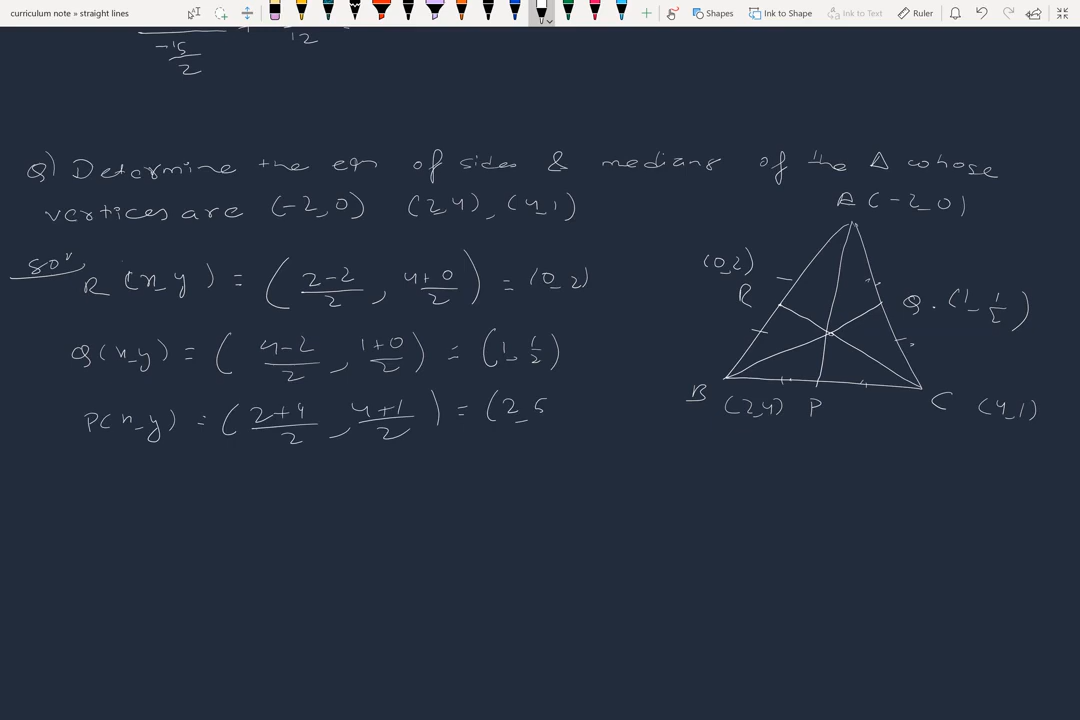 curriculum note » straight lines
Shapes Ink to Shape Ink to Text Ruler
-15/2 + /12
Q) Determine the eqn of sides & medians of the Δ whose
vertices are (-2,0) (2,4), (4,1)
A (-2,0)
solⁿ
R (x,y) = (2-2/2, 4+0/2) = (0,2)
(0,2)
R
Q. (1, 1/2)
Q(x,y) = (4-2/2, 1+0/2) = (1, 1/2)
P(x,y) = (2+4/2, 4+1/2) = (2,5
B (2,4) P C (4,1)